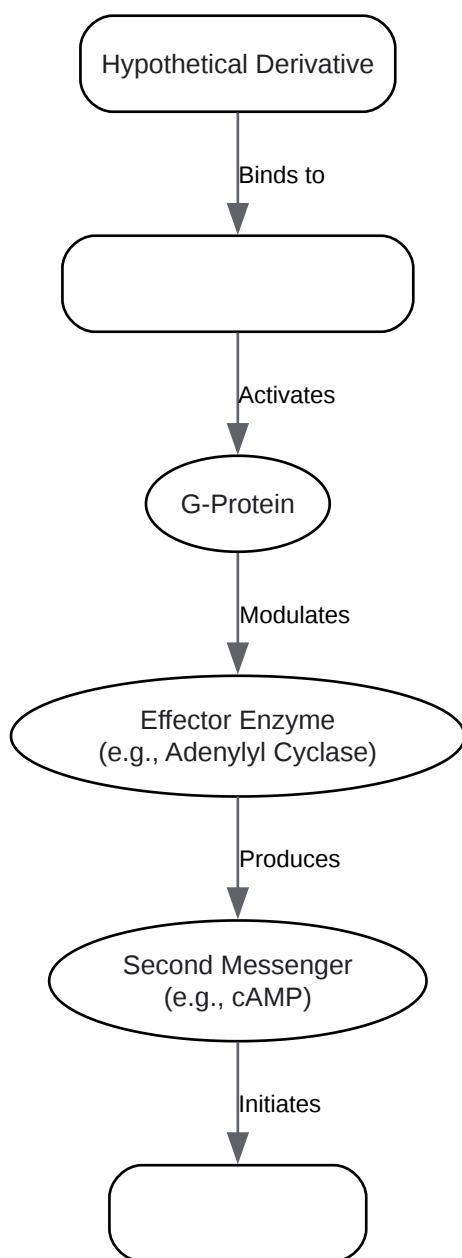 Hypothetical Derivative
Binds to
Activates
G-Protein
Modulates
Effector Enzyme
(e.g., Adenylyl Cyclase)
Produces
Second Messenger
(e.g., cAMP)
Initiates